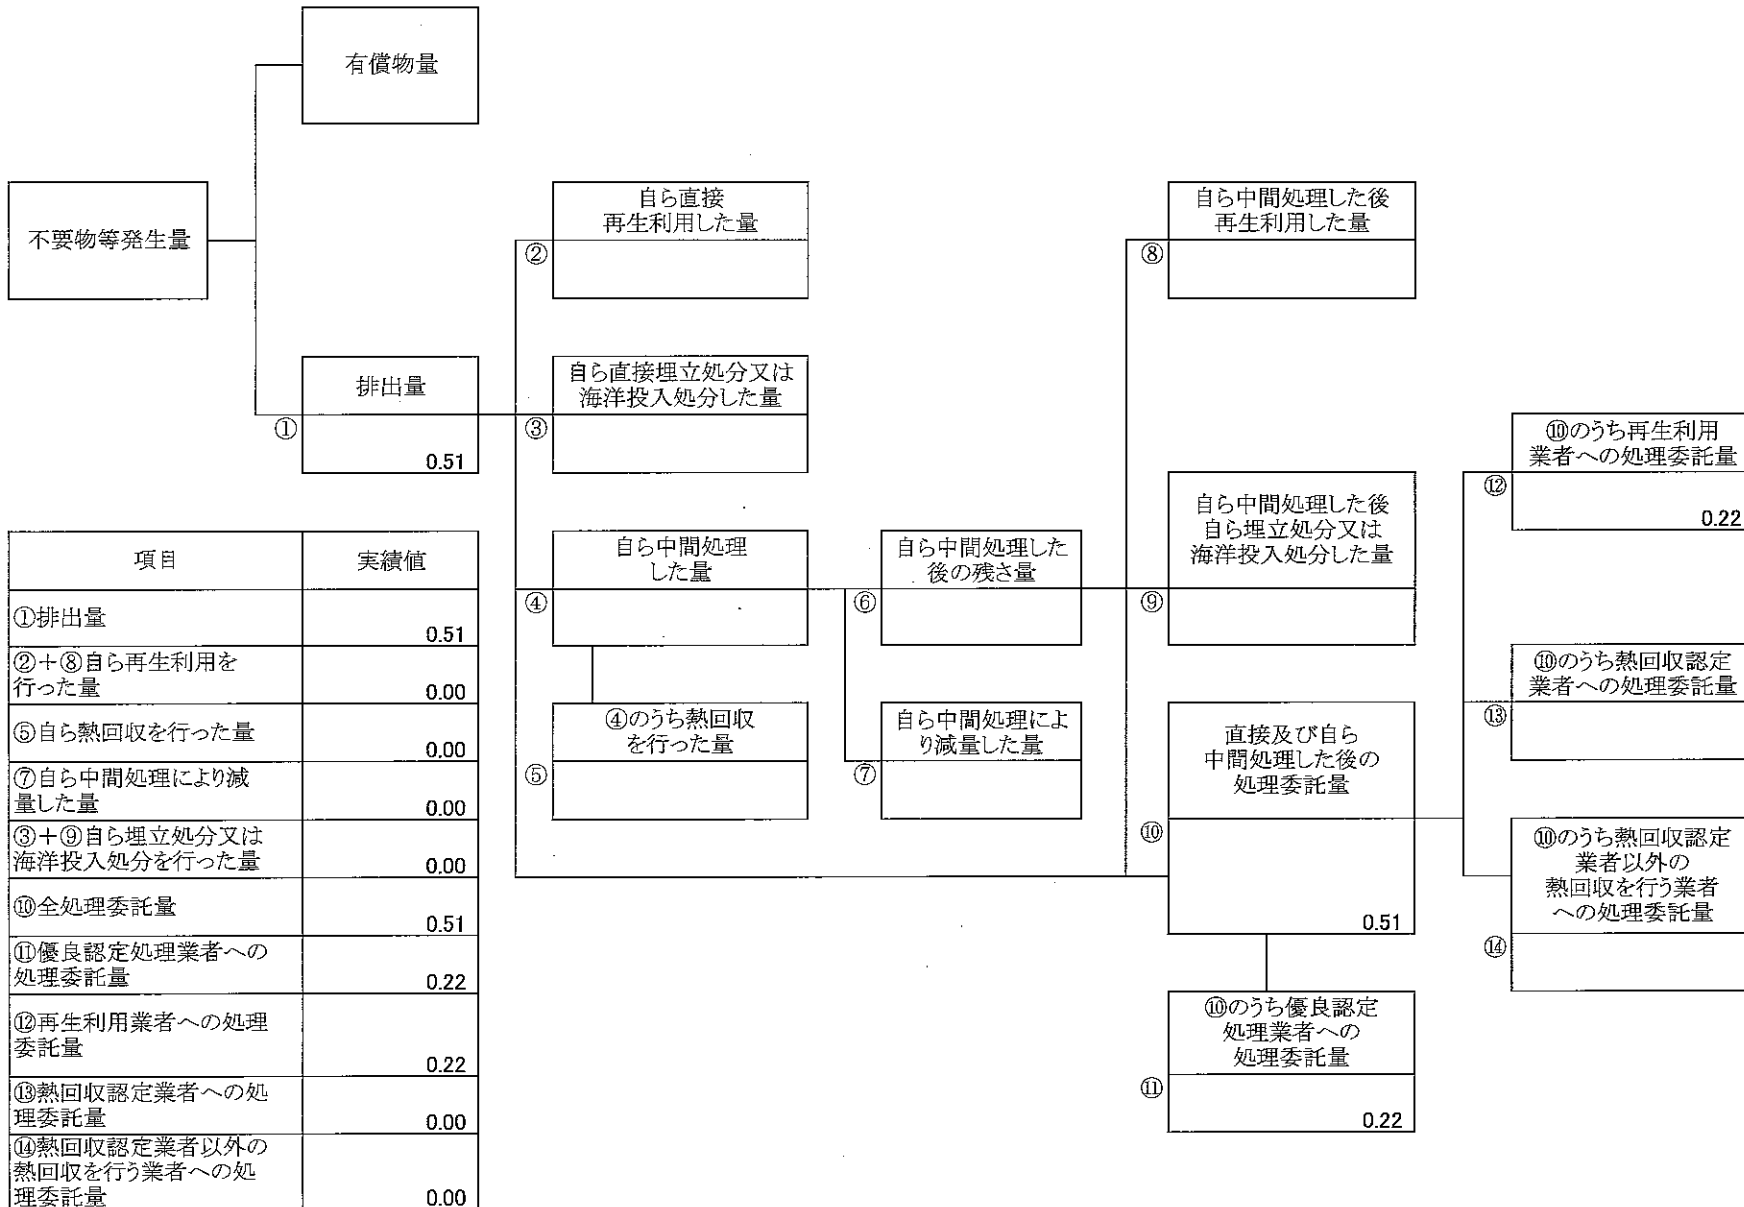 有償物量
不要物等発生量
自ら直接
再生利用した量
②
自ら中間処理した後
再生利用した量
⑧
排出量
①
0.51
自ら直接埋立処分又は
海洋投入処分した量
③
⑩のうち再生利用
業者への処理委託量
⑫
0.22
自ら中間処理
した量
④
自ら中間処理した
後の残さ量
⑥
自ら中間処理した後
自ら埋立処分又は
海洋投入処分した量
⑨
⑩のうち熱回収認定
業者への処理委託量
⑬
④のうち熱回収
を行った量
⑤
自ら中間処理によ
り減量した量
⑦
直接及び自ら
中間処理した後の
処理委託量
⑩
0.51
⑩のうち熱回収認定
業者以外の
熱回収を行う業者
への処理委託量
⑭
⑩のうち優良認定
処理業者への
処理委託量
⑪
0.22
項目 実績値
①排出量
0.51
②＋⑧自ら再生利用を
行った量
0.00
⑤自ら熱回収を行った量
0.00
⑦自ら中間処理により減
量した量
0.00
③＋⑨自ら埋立処分又は
海洋投入処分を行った量
0.00
⑩全処理委託量
0.51
⑪優良認定処理業者への
処理委託量
0.22
⑫再生利用業者への処理
委託量
0.22
⑬熱回収認定業者への処
理委託量
0.00
⑭熱回収認定業者以外の
熱回収を行う業者への処
理委託量
0.00